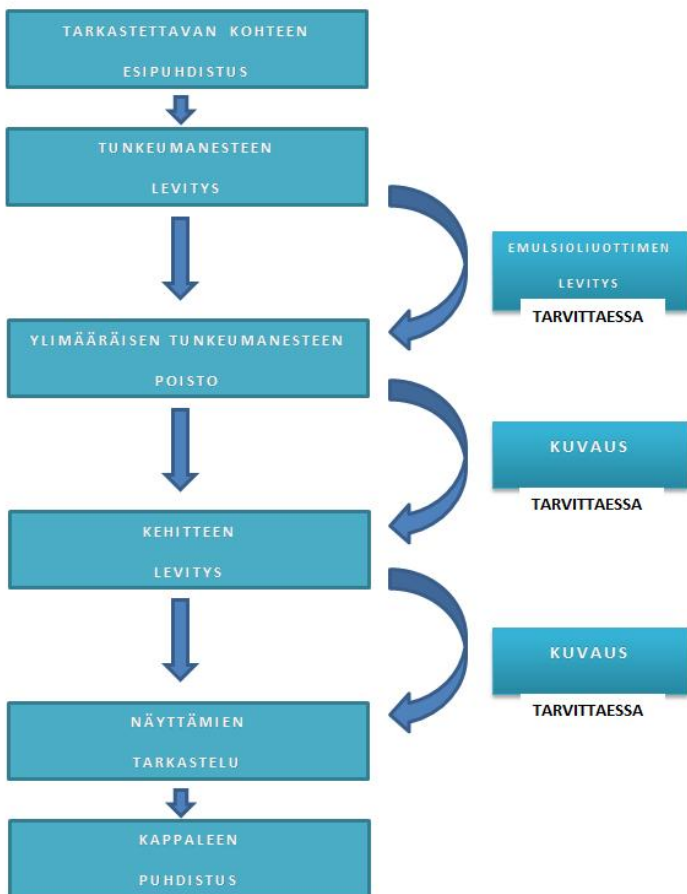 TARKASTETTAVAN KOHTEEN
ESIPUHDISTUS
TUNKEUMANESTEEN
LEVITYS
EMULSIOLIUOTTIMEN
LEVITYS
TARVITTAESSA
YLIMÄÄRÄISEN TUNKEUMANESTEEN
POISTO
KUVAUS
TARVITTAESSA
KEHITTEEN
LEVITYS
KUVAUS
TARVITTAESSA
NÄYTTÄMIEN
TARKASTELU
KAPPALEEN
PUHDISTUS